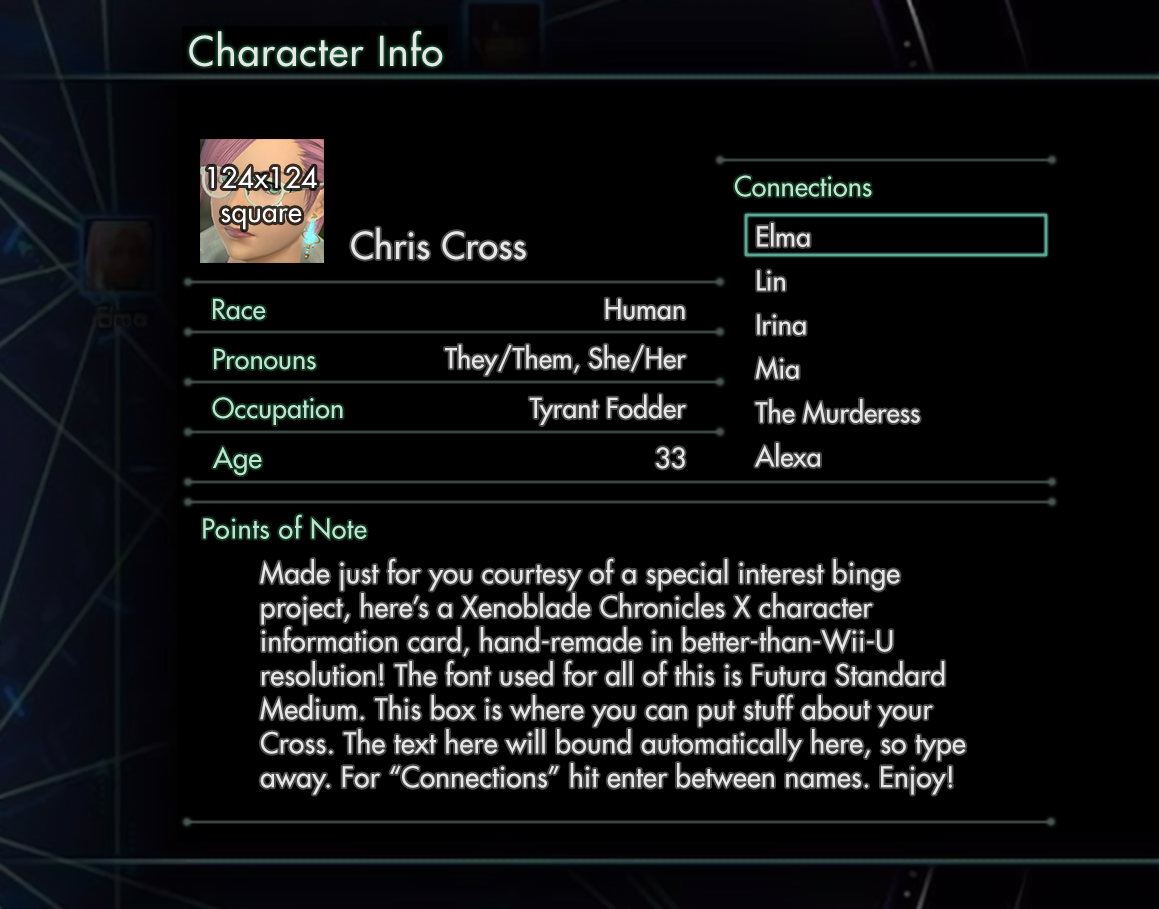 Character Info
124x124
square
Chris Cross
Race Human
Pronouns They/Them, She/Her
Occupation Tyrant Fodder
Age 33
Connections
Elma
Lin
Irina
Mia
The Murderess
Alexa
Points of Note
Made just for you courtesy of a special interest binge
project, here’s a Xenoblade Chronicles X character
information card, hand-remade in better-than-Wii-U
resolution! The font used for all of this is Futura Standard
Medium. This box is where you can put stuff about your
Cross. The text here will bound automatically here, so type
away. For “Connections” hit enter between names. Enjoy!
Elma